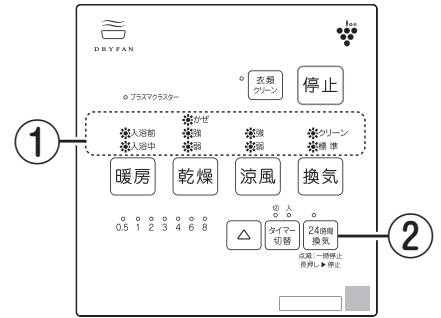 DRYFAN
ion
プラズマクラスター
衣類
クリーン
停止
①
かぜ
入浴前 強 強 クリーン
入浴中 弱 弱 標準
暖房 乾燥 涼風 換気
0.5 1 2 3 4 6 8
切 入
タイマー
切替
24時間
換気
②
点滅:一時停止
長押し▶停止